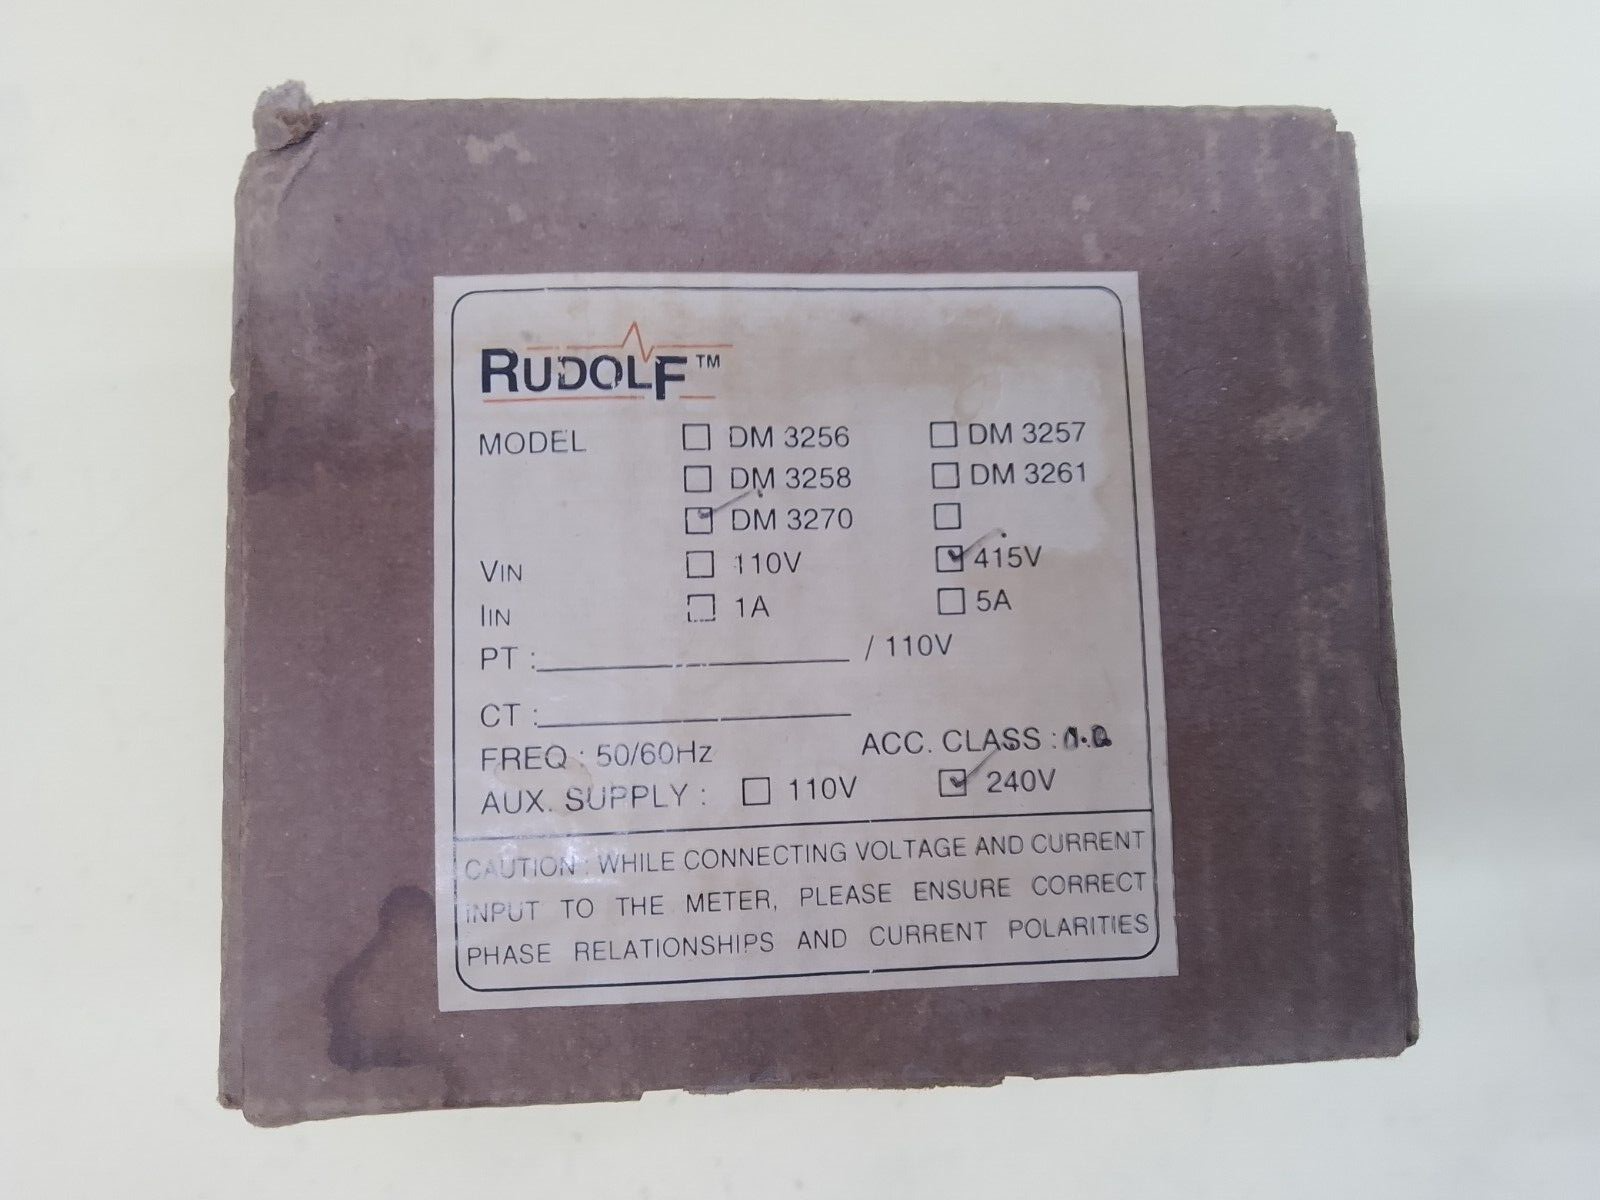 RUDOLF™
MODEL ☐ DM 3256 ☐ DM 3257
☐ DM 3258 ☐ DM 3261
☑ DM 3270 ☐
VIN ☐ 110V ☑ 415V
IIN ☐ 1A ☐ 5A
PT : / 110V
CT :
FREQ : 50/60Hz ACC. CLASS :
AUX. SUPPLY : ☐ 110V ☑ 240V
CAUTION : WHILE CONNECTING VOLTAGE AND CURRENT
INPUT TO THE METER, PLEASE ENSURE CORRECT
PHASE RELATIONSHIPS AND CURRENT POLARITIES